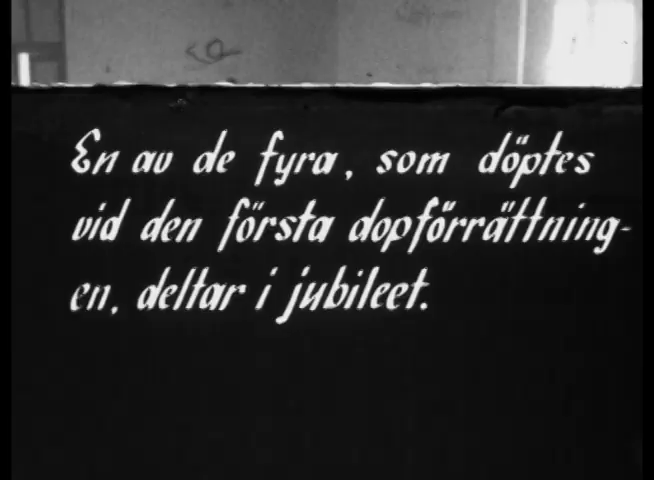 En av de fyra, som döptes
vid den första dopförrättning-
en, deltar i jubileet.